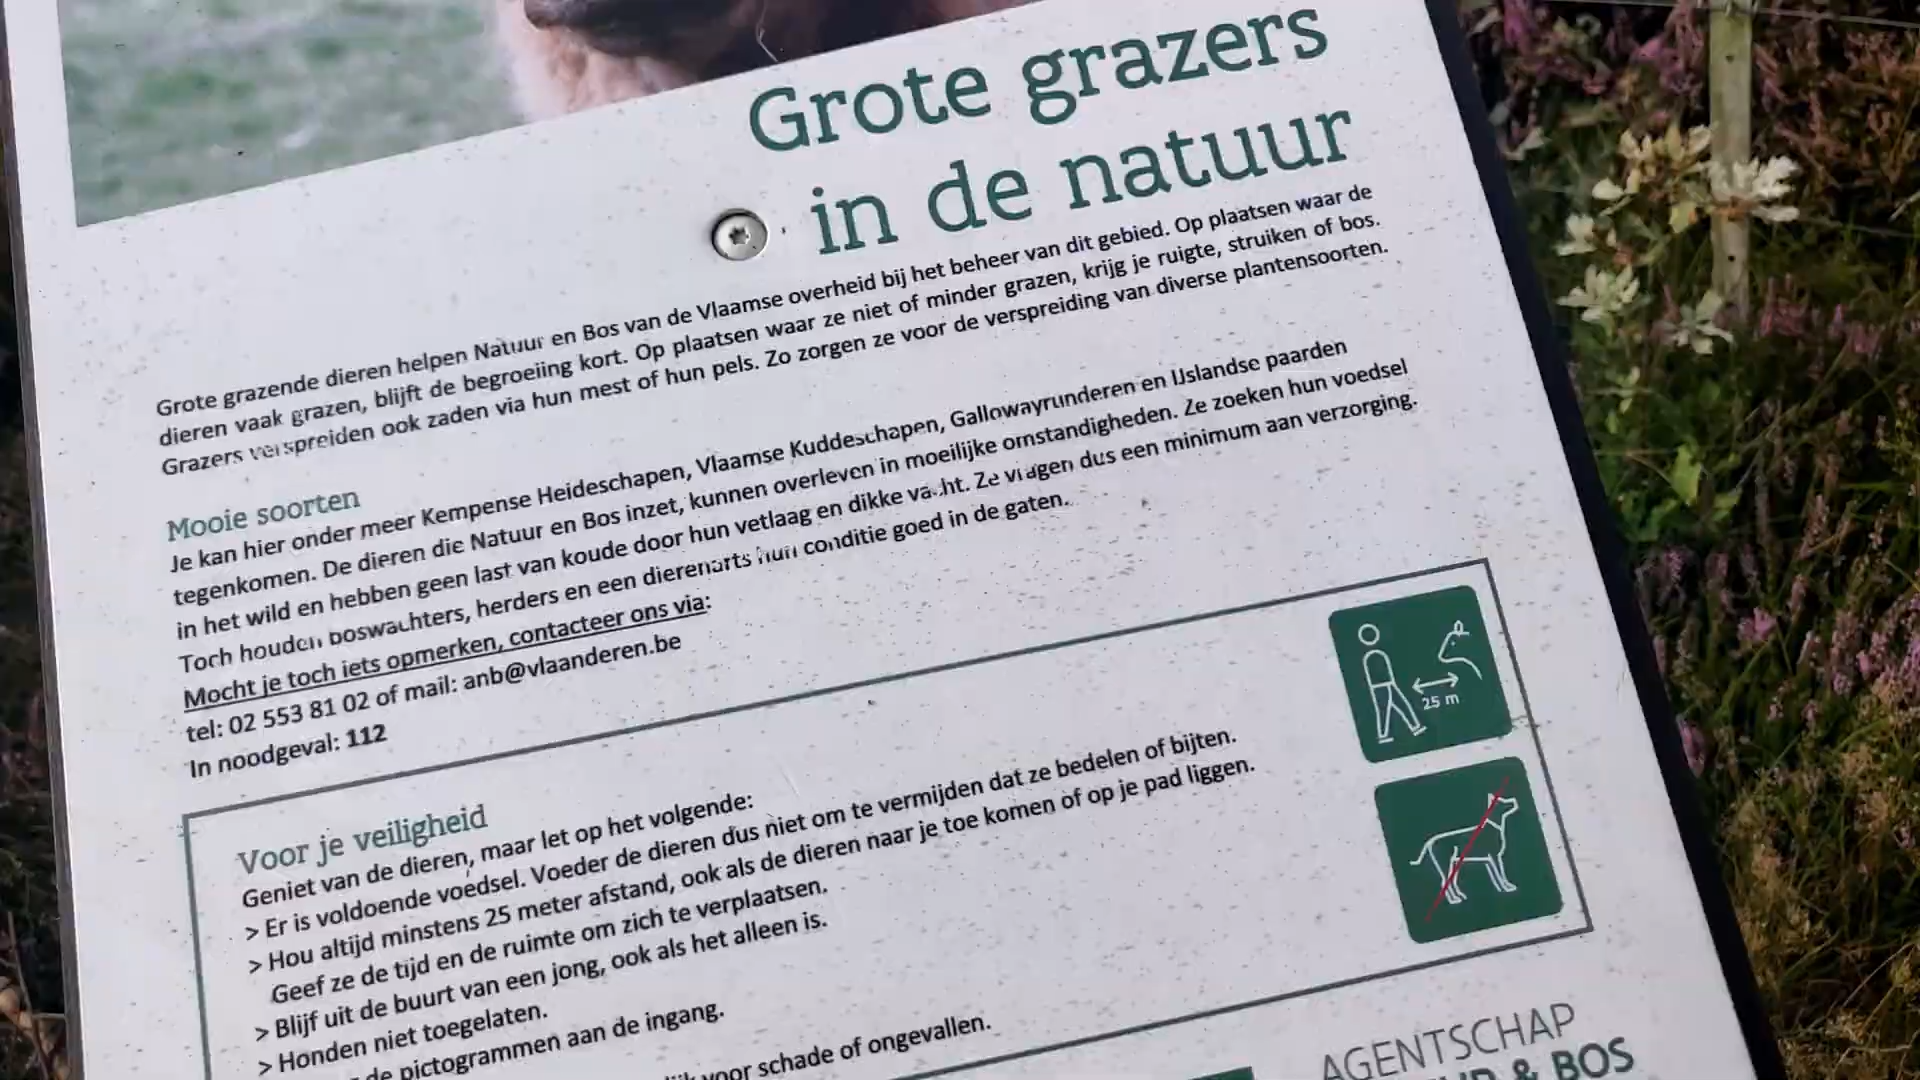 Grote grazers
in de natuur
Grote grazende dieren helpen Natuur en Bos van de Vlaamse overheid bij het beheer van dit gebied. Op plaatsen waar de
dieren vaak grazen, blijft de begroeiing kort. Op plaatsen waar ze niet of minder grazen, krijg je ruigte, struiken of bos.
Grazers verspreiden ook zaden via hun mest of hun pels. Zo zorgen ze voor de verspreiding van diverse plantensoorten.
Mooie soorten
Je kan hier onder meer Kempense Heideschapen, Vlaamse Kuddeschapen, Gallowayrunderen en IJslandse paarden
tegenkomen. De dieren die Natuur en Bos inzet, kunnen overleven in moeilijke omstandigheden. Ze zoeken hun voedsel
in het wild en hebben geen last van koude door hun vetlaag en dikke vacht. Ze vragen dus een minimum aan verzorging.
Toch houden boswachters, herders en een dierenarts hun conditie goed in de gaten.
Mocht je toch iets opmerken, contacteer ons via:
tel: 02 553 81 02 of mail: anb@vlaanderen.be
In noodgeval: 112
25 m
Voor je veiligheid
Geniet van de dieren, maar let op het volgende:
> Er is voldoende voedsel. Voeder de dieren dus niet om te vermijden dat ze bedelen of bijten.
> Hou altijd minstens 25 meter afstand, ook als de dieren naar je toe komen of op je pad liggen.
Geef ze de tijd en de ruimte om zich te verplaatsen.
> Blijf uit de buurt van een jong, ook als het alleen is.
> Honden niet toegelaten.
de pictogrammen aan de ingang.
voor schade of ongevallen.
AGENTSCHAP
& BOS